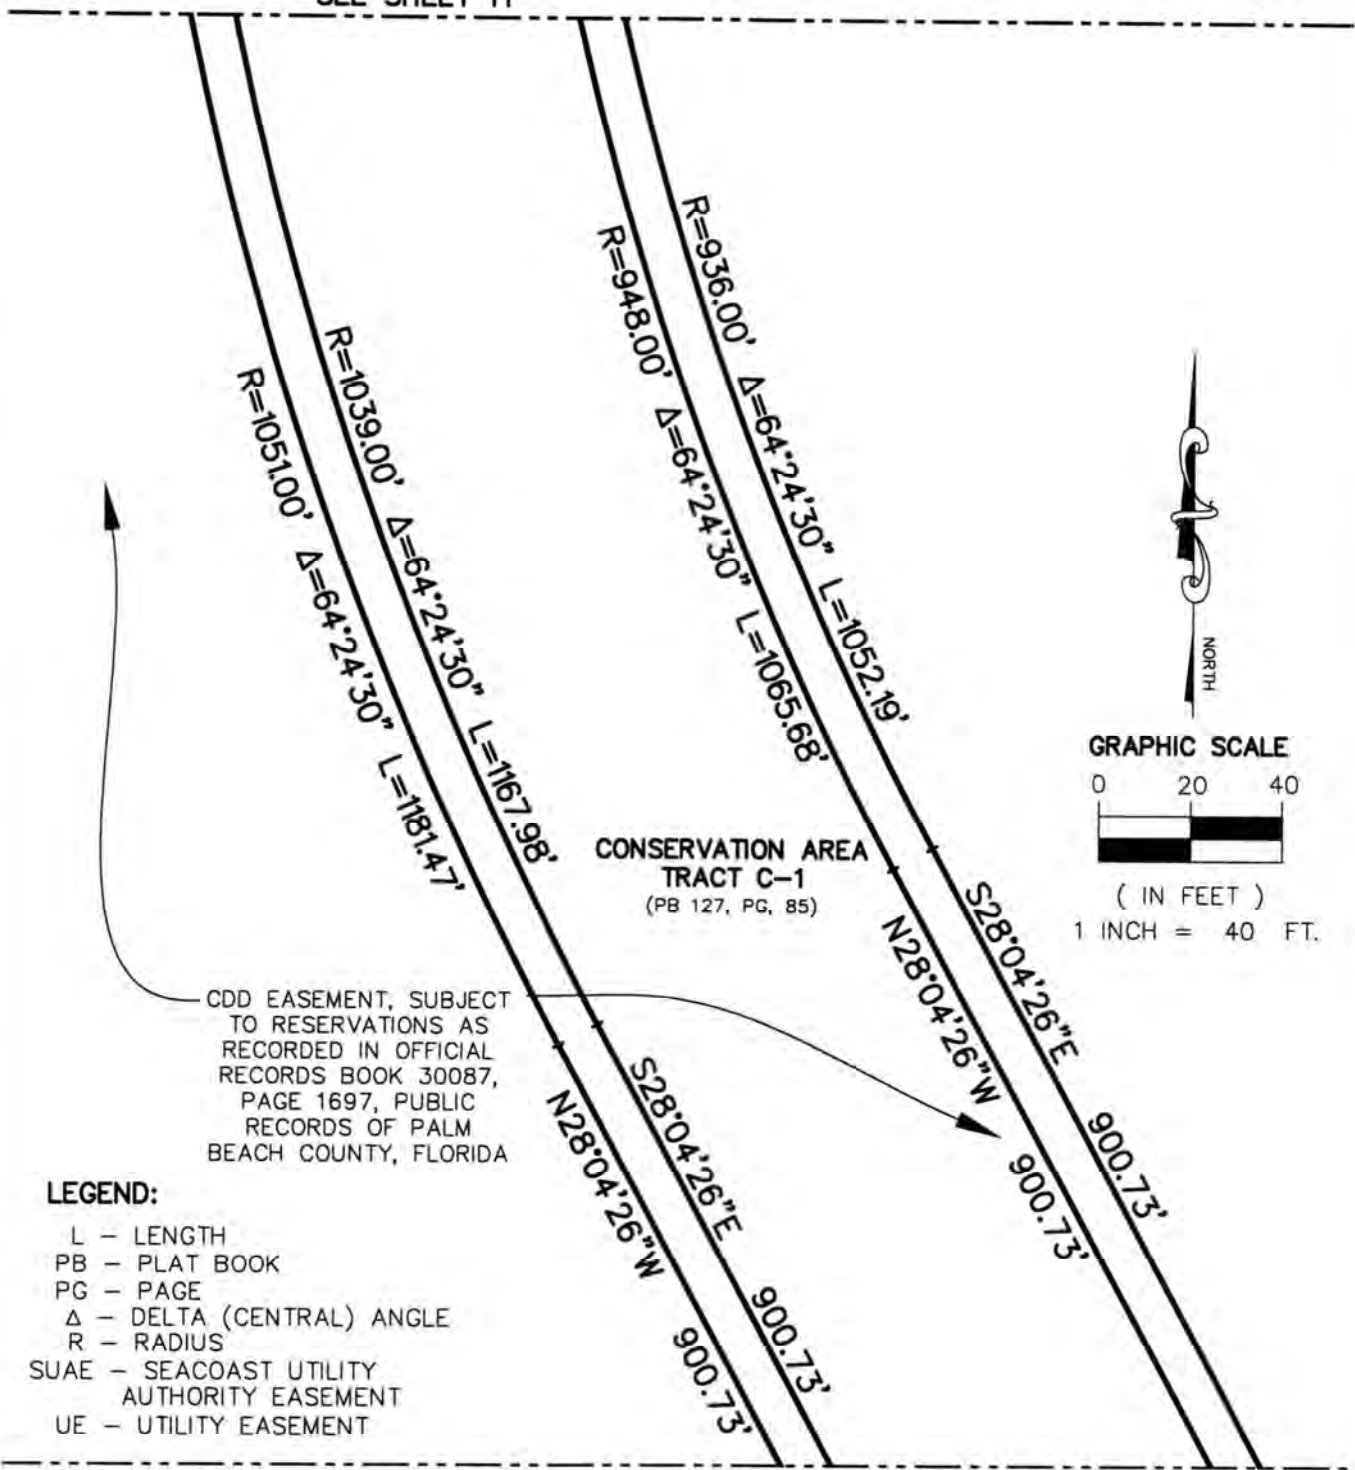 R=936.00' Δ=64°24'30" L=1052.19'
R=948.00' Δ=64°24'30" L=1065.68'
R=1039.00' Δ=64°24'30" L=1167.98'
R=1051.00' Δ=64°24'30" L=1181.47'
NORTH
GRAPHIC SCALE
0 20 40
( IN FEET )
1 INCH = 40 FT.
CONSERVATION AREA
TRACT C-1
(PB 127, PG, 85)
S28°04'26"E 900.73'
N28°04'26"W 900.73'
CDD EASEMENT, SUBJECT
TO RESERVATIONS AS
RECORDED IN OFFICIAL
RECORDS BOOK 30087,
PAGE 1697, PUBLIC
RECORDS OF PALM
BEACH COUNTY, FLORIDA
S28°04'26"E 900.73'
N28°04'26"W 900.73'
LEGEND:
L - LENGTH
PB - PLAT BOOK
PG - PAGE
Δ - DELTA (CENTRAL) ANGLE
R - RADIUS
SUAE - SEACOAST UTILITY
AUTHORITY EASEMENT
UE - UTILITY EASEMENT